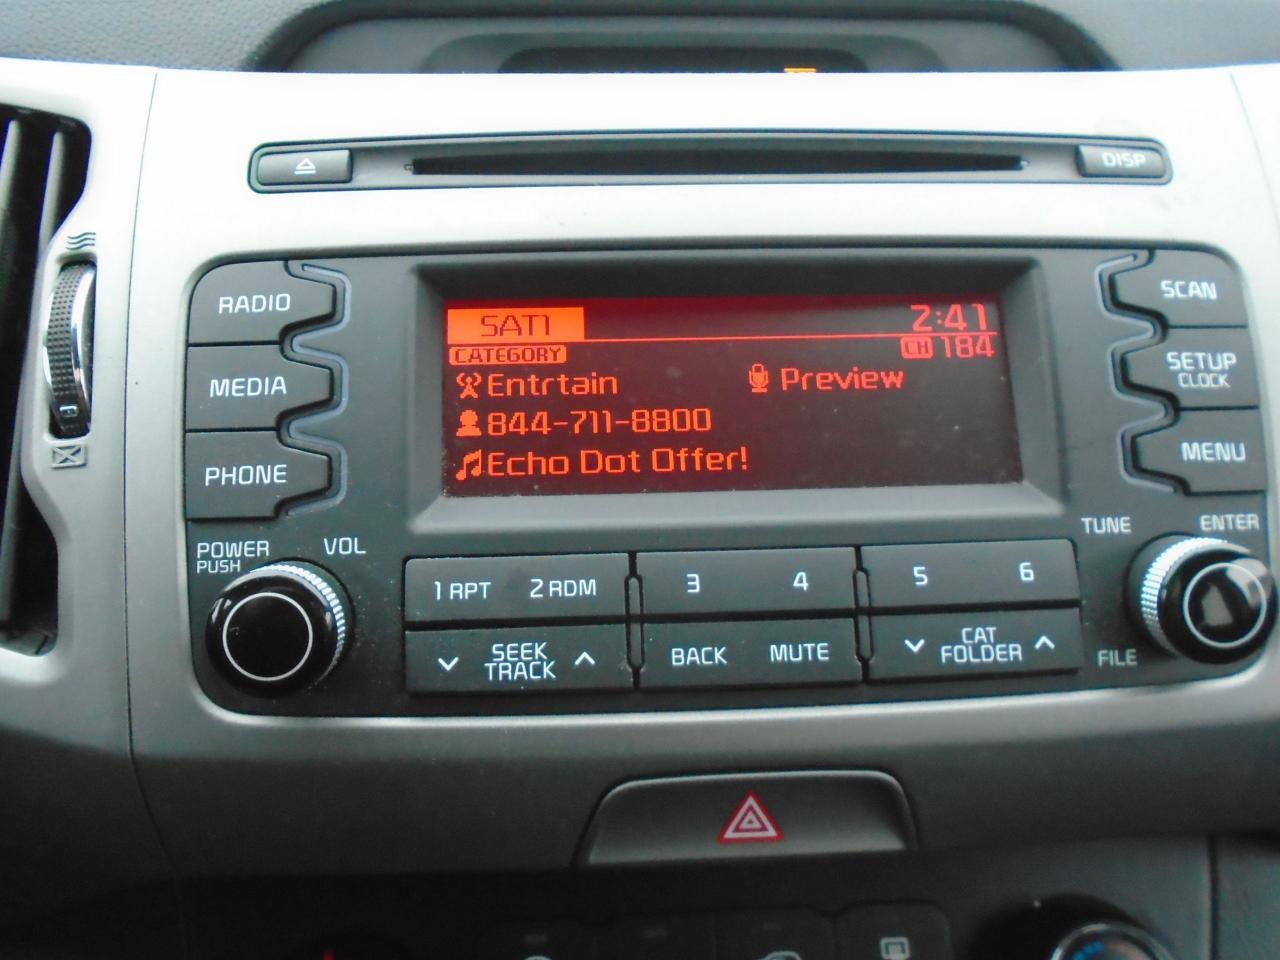 DISP
RADIO
MEDIA
PHONE
SAT1
2:41
CATEGORY
CH 184
Entrtain
Preview
844-711-8800
Echo Dot Offer!
SCAN
SETUP
CLOCK
MENU
POWER
PUSH
VOL
TUNE
ENTER
1 RPT 2 RDM
3 4
5 6
SEEK
TRACK
BACK MUTE
CAT
FOLDER
FILE